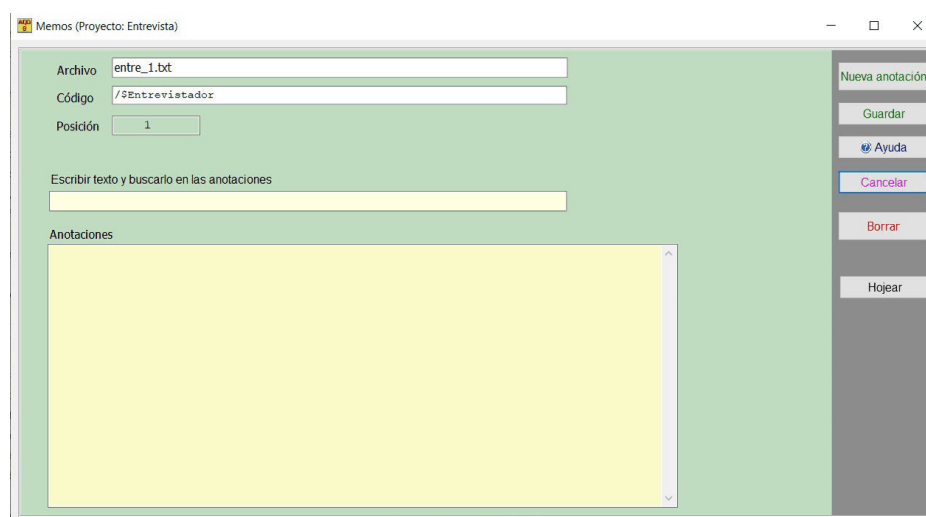 Memos (Proyecto: Entrevista)
Archivo entre_1.txt
Código /$Entrevistador
Posición 1
Escribir texto y buscarlo en las anotaciones
Anotaciones
Nueva anotación
Guardar
Ayuda
Cancelar
Borrar
Hojear